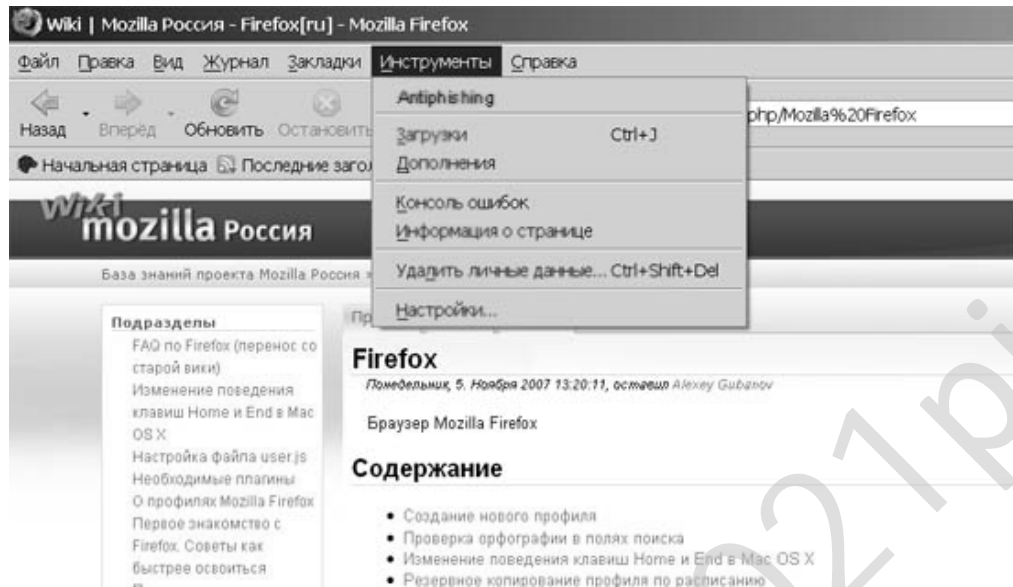 Wiki | Mozilla Россия - Firefox[ru] - Mozilla Firefox
Файл Правка Вид Журнал Закладки Инструменты Справка
Назад Вперёд Обновить Остановить
php/Mozilla%20Firefox
Начальная страница Последние заго
Antiphishing
Загрузки Ctrl+J
Дополнения
Консоль ошибок
Информация о странице
Удалить личные данные... Ctrl+Shift+Del
Настройки...
Wiki
mozilla Россия
База знаний проекта Mozilla Россия »
Подразделы
FAQ по Firefox (перенос со
старой вики)
Изменение поведения
клавиш Home и End в Mac
OS X
Настройка файла user.js
Необходимые плагины
О профилях Mozilla Firefox
Первое знакомство с
Firefox. Советы как
быстрее освоиться
Пр
Firefox
Понедельник, 5. Ноября 2007 13:20:11, оставил Alexey Gubanov
Браузер Mozilla Firefox
Содержание
• Создание нового профиля
• Проверка орфографии в полях поиска
• Изменение поведения клавиш Home и End в Mac OS X
• Резервное копирование профиля по расписанию
021pi